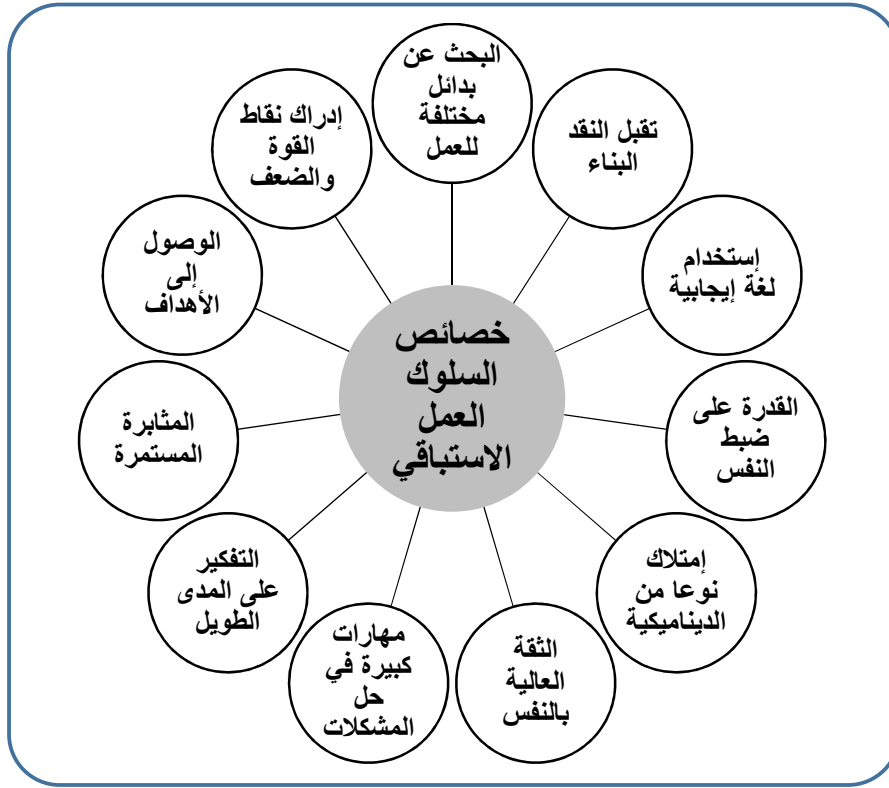 خصائص
السلوك
العمل
الاستباقي
البحث عن
بدائل
مختلفة
للعمل
تقبل النقد
البناء
إستخدام
لغة إيجابية
القدرة على
ضبط
النفس
إمتلاك
نوعا من
الديناميكية
الثقة
العالية
بالنفس
مهارات
كبيرة في
حل
المشكلات
التفكير
على المدى
الطويل
المثابرة
المستمرة
الوصول
إلى
الأهداف
إدراك نقاط
القوة
والضعف